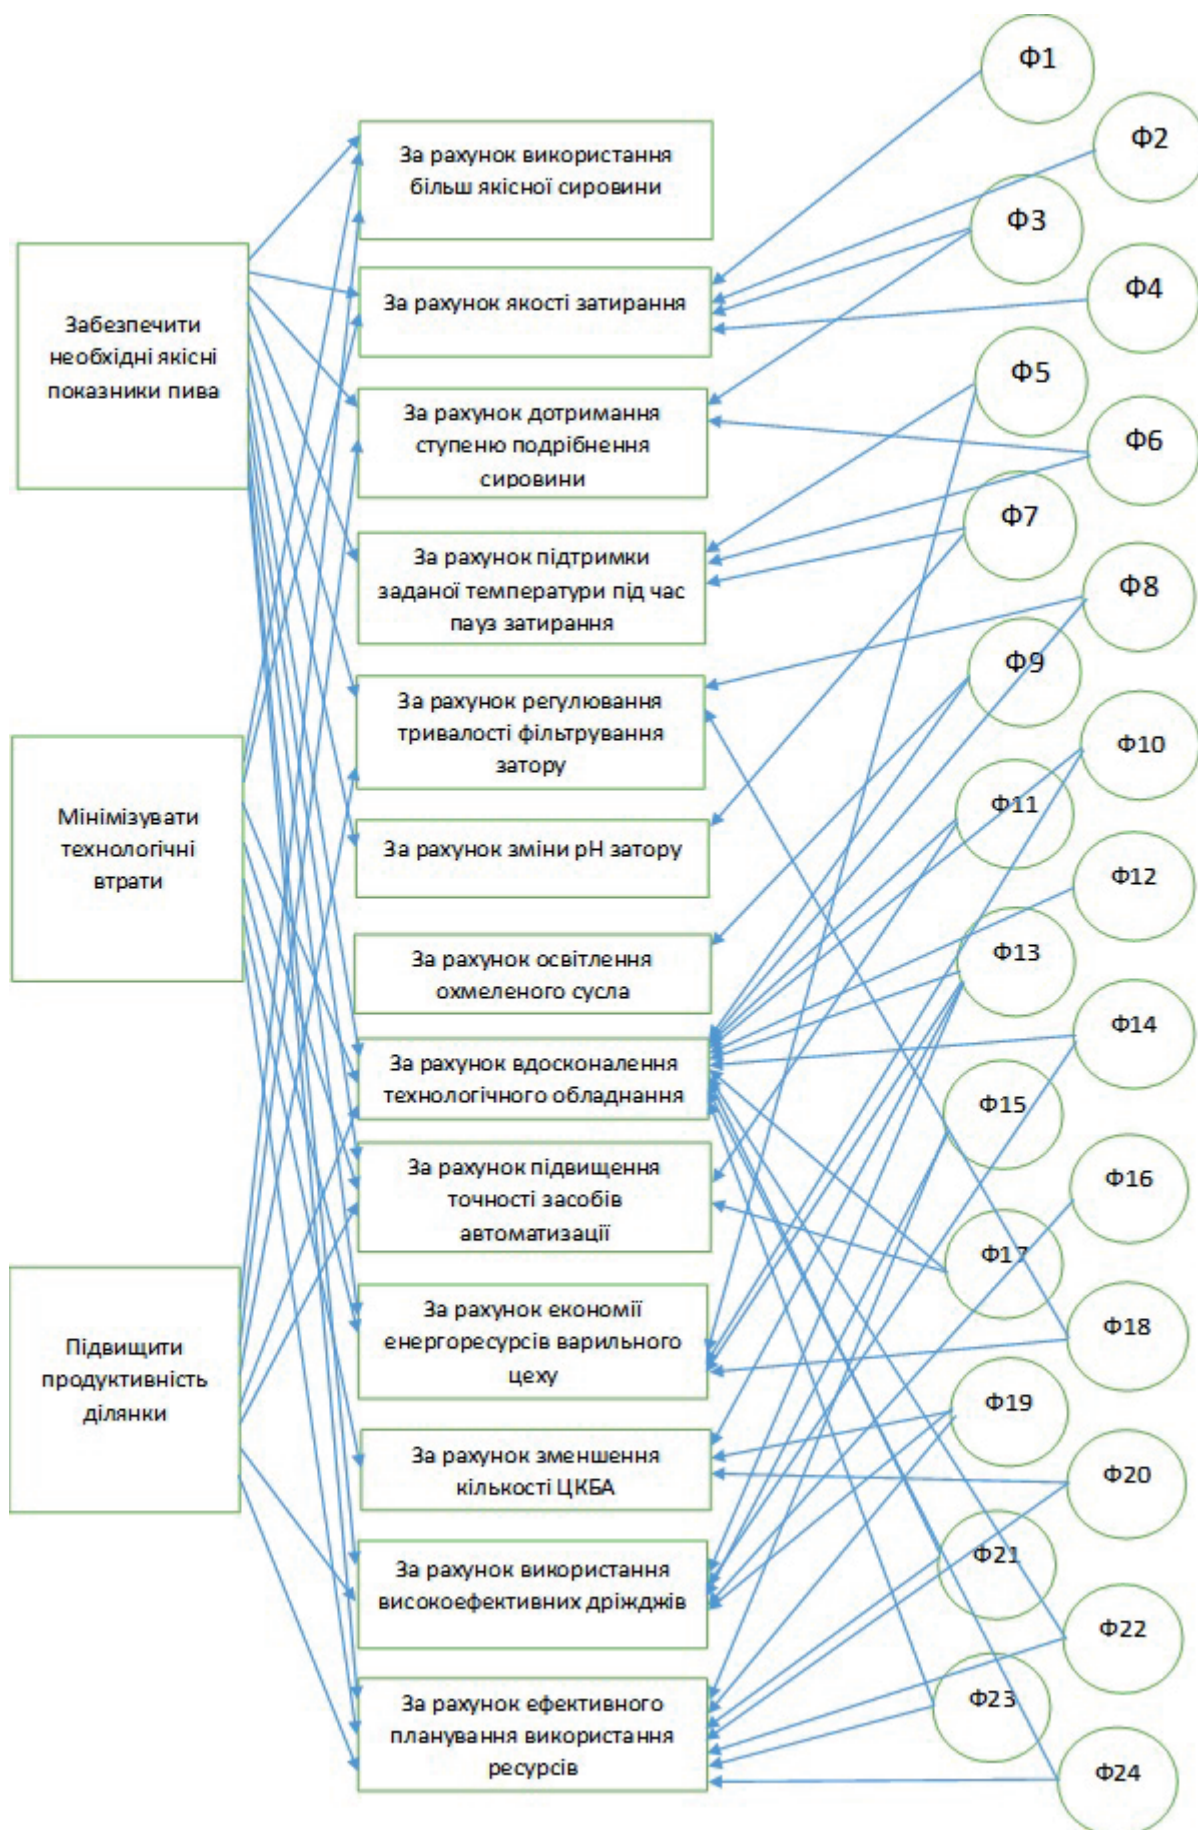 Забезпечити
необхідні якісні
показники пива
Мінімізувати
технологічні
втрати
Підвищити
продуктивність
ділянки
За рахунок використання
більш якісної сировини
За рахунок якості затирання
За рахунок дотримання
ступеню подрібнення
сировини
За рахунок підтримки
заданої температури під час
пауз затирання
За рахунок регулювання
тривалості фільтрування
затору
За рахунок зміни pH затору
За рахунок освітлення
охмеленого сусла
За рахунок вдосконалення
технологічного обладнання
За рахунок підвищення
точності засобів
автоматизації
За рахунок економії
енергоресурсів варильного
цеху
За рахунок зменшення
кількості ЦКБА
За рахунок використання
високоефективних дріжджів
За рахунок ефективного
планування використання
ресурсів
Ф1
Ф2
Ф3
Ф4
Ф5
Ф6
Ф7
Ф8
Ф9
Ф10
Ф11
Ф12
Ф13
Ф14
Ф15
Ф16
Ф17
Ф18
Ф19
Ф20
Ф21
Ф22
Ф23
Ф24